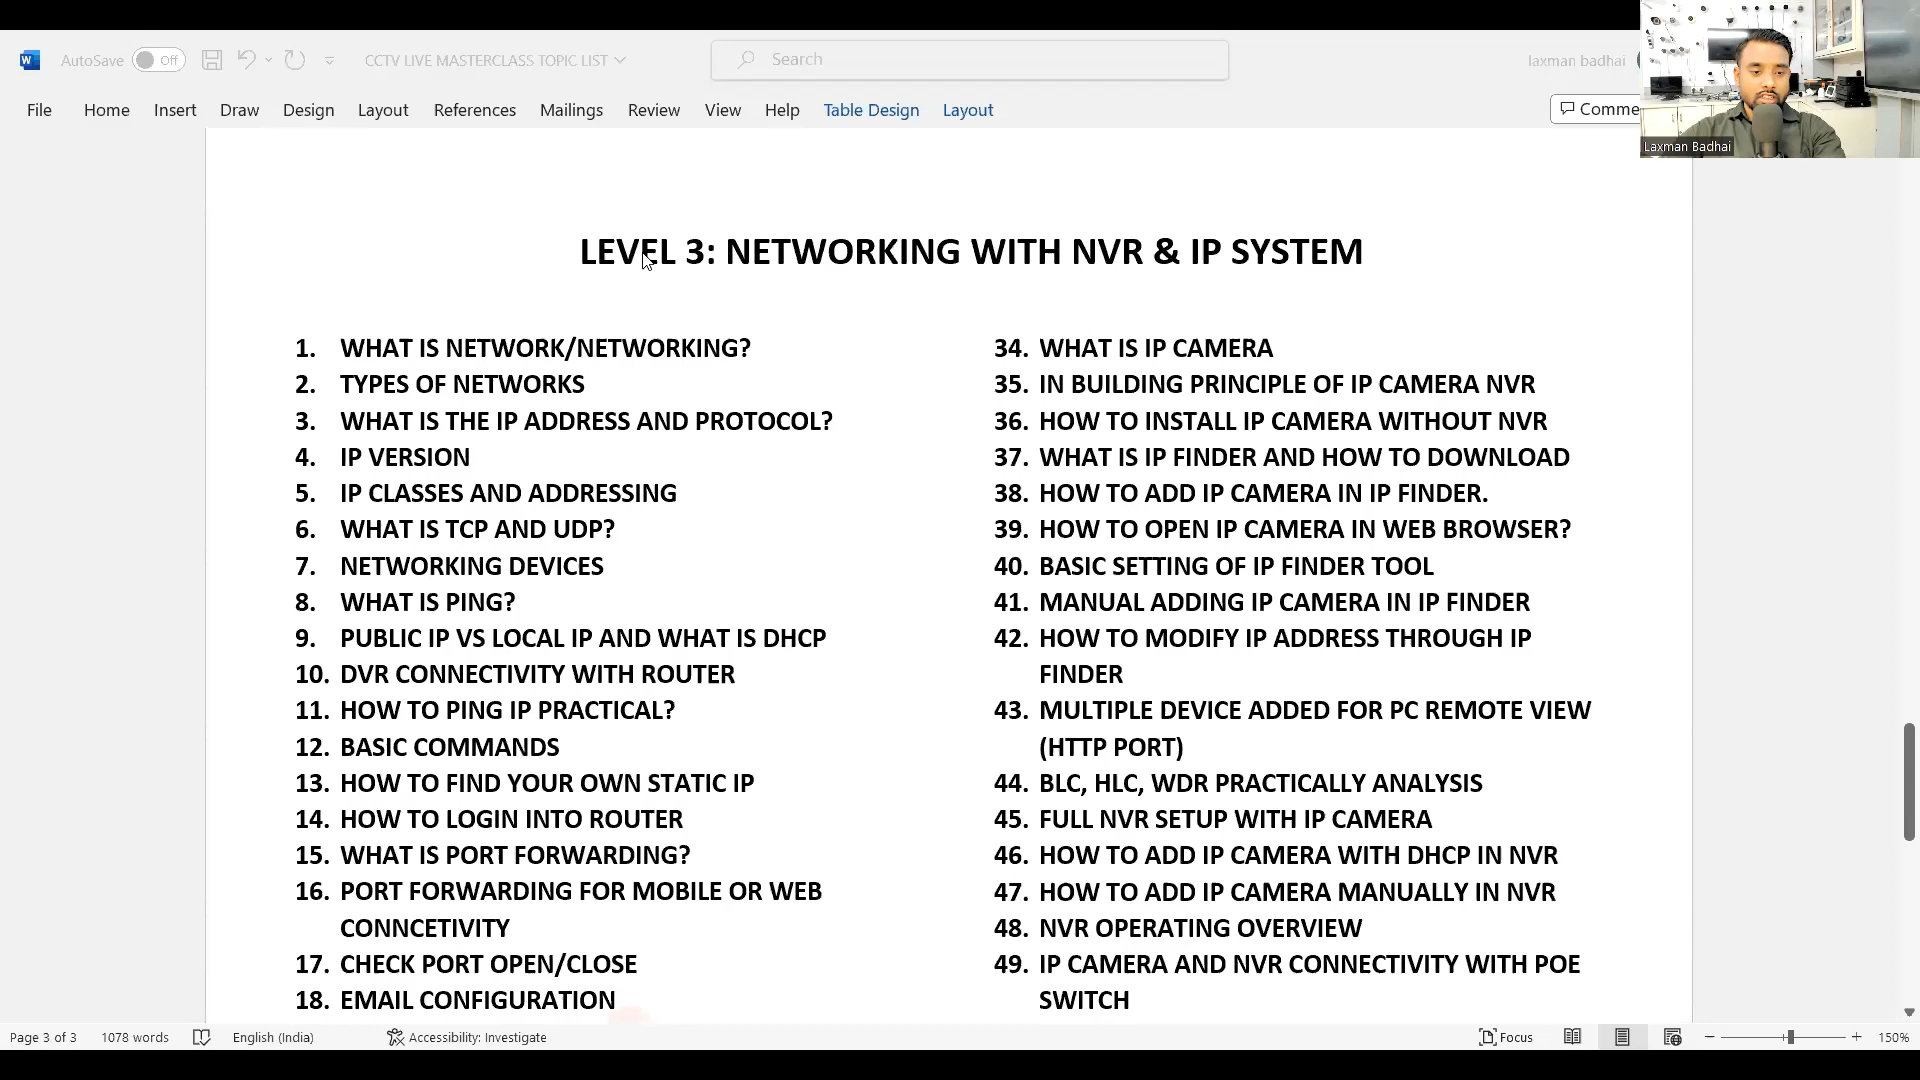 AutoSave Off
CCTV LIVE MASTERCLASS TOPIC LIST
Search
laxman badhai
File Home Insert Draw Design Layout References Mailings Review View Help Table Design Layout
Laxman Badhai
LEVEL 3: NETWORKING WITH NVR & IP SYSTEM
1. WHAT IS NETWORK/NETWORKING?
2. TYPES OF NETWORKS
3. WHAT IS THE IP ADDRESS AND PROTOCOL?
4. IP VERSION
5. IP CLASSES AND ADDRESSING
6. WHAT IS TCP AND UDP?
7. NETWORKING DEVICES
8. WHAT IS PING?
9. PUBLIC IP VS LOCAL IP AND WHAT IS DHCP
10. DVR CONNECTIVITY WITH ROUTER
11. HOW TO PING IP PRACTICAL?
12. BASIC COMMANDS
13. HOW TO FIND YOUR OWN STATIC IP
14. HOW TO LOGIN INTO ROUTER
15. WHAT IS PORT FORWARDING?
16. PORT FORWARDING FOR MOBILE OR WEB
CONNCETIVITY
17. CHECK PORT OPEN/CLOSE
18. EMAIL CONFIGURATION
34. WHAT IS IP CAMERA
35. IN BUILDING PRINCIPLE OF IP CAMERA NVR
36. HOW TO INSTALL IP CAMERA WITHOUT NVR
37. WHAT IS IP FINDER AND HOW TO DOWNLOAD
38. HOW TO ADD IP CAMERA IN IP FINDER.
39. HOW TO OPEN IP CAMERA IN WEB BROWSER?
40. BASIC SETTING OF IP FINDER TOOL
41. MANUAL ADDING IP CAMERA IN IP FINDER
42. HOW TO MODIFY IP ADDRESS THROUGH IP
FINDER
43. MULTIPLE DEVICE ADDED FOR PC REMOTE VIEW
(HTTP PORT)
44. BLC, HLC, WDR PRACTICALLY ANALYSIS
45. FULL NVR SETUP WITH IP CAMERA
46. HOW TO ADD IP CAMERA WITH DHCP IN NVR
47. HOW TO ADD IP CAMERA MANUALLY IN NVR
48. NVR OPERATING OVERVIEW
49. IP CAMERA AND NVR CONNECTIVITY WITH POE
SWITCH
Page 3 of 3 1078 words English (India) Accessibility: Investigate Focus 150%